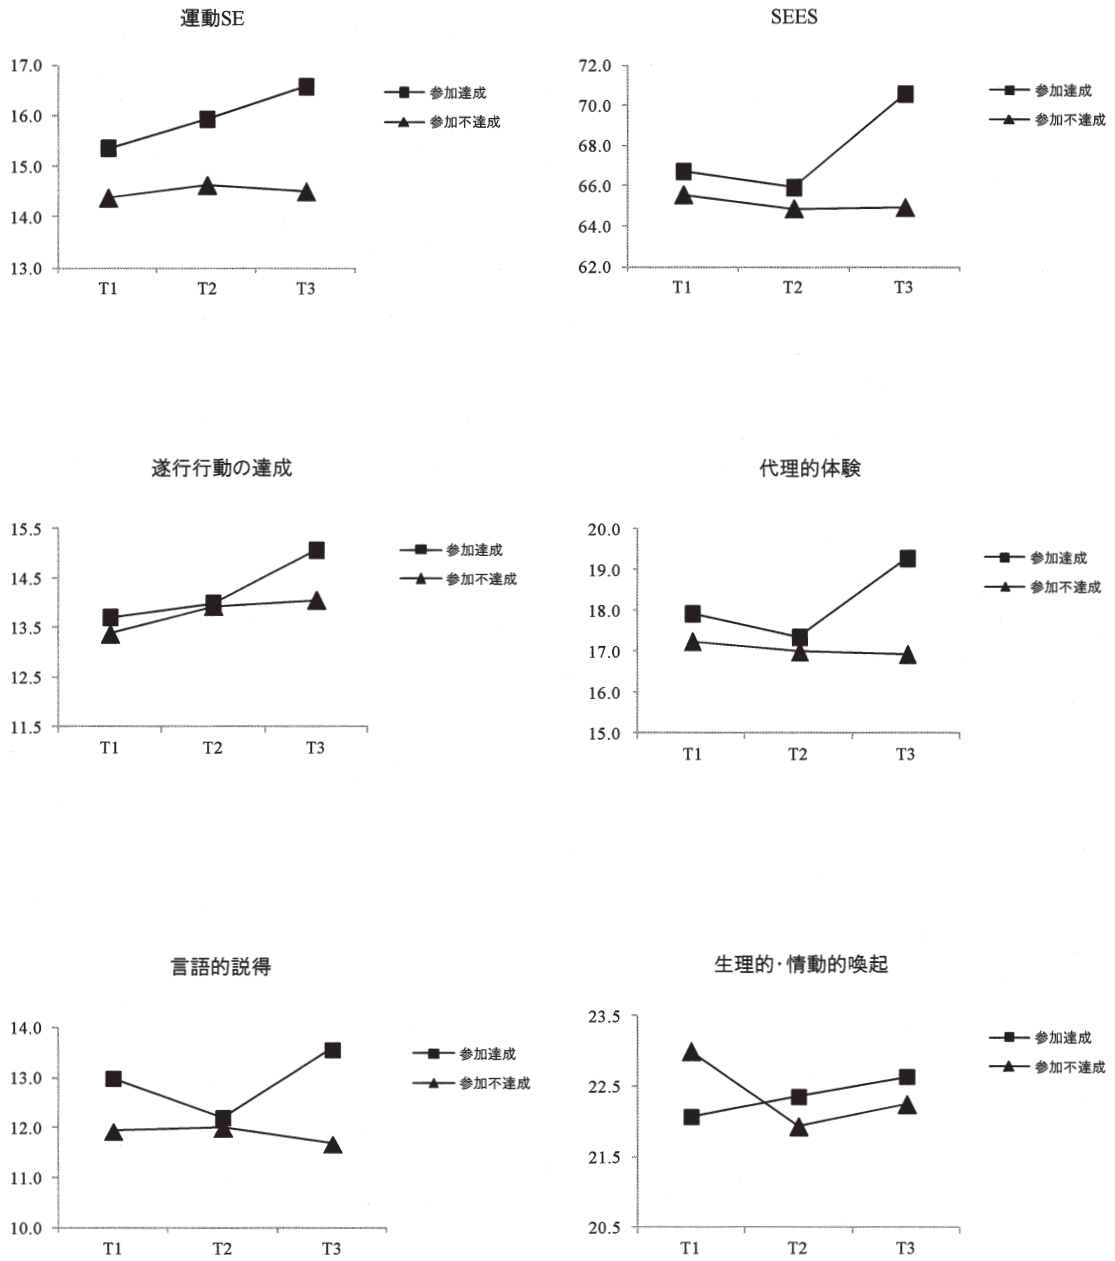 運動SE
17.0
16.0
15.0
14.0
13.0
T1 T2 T3
参加達成
参加不達成
SEES
72.0
70.0
68.0
66.0
64.0
62.0
T1 T2 T3
参加達成
参加不達成
遂行行動の達成
15.5
14.5
13.5
12.5
11.5
T1 T2 T3
参加達成
参加不達成
代理的体験
20.0
19.0
18.0
17.0
16.0
15.0
T1 T2 T3
参加達成
参加不達成
言語的説得
14.0
13.0
12.0
11.0
10.0
T1 T2 T3
参加達成
参加不達成
生理的・情動的喚起
23.5
22.5
21.5
20.5
T1 T2 T3
参加達成
参加不達成